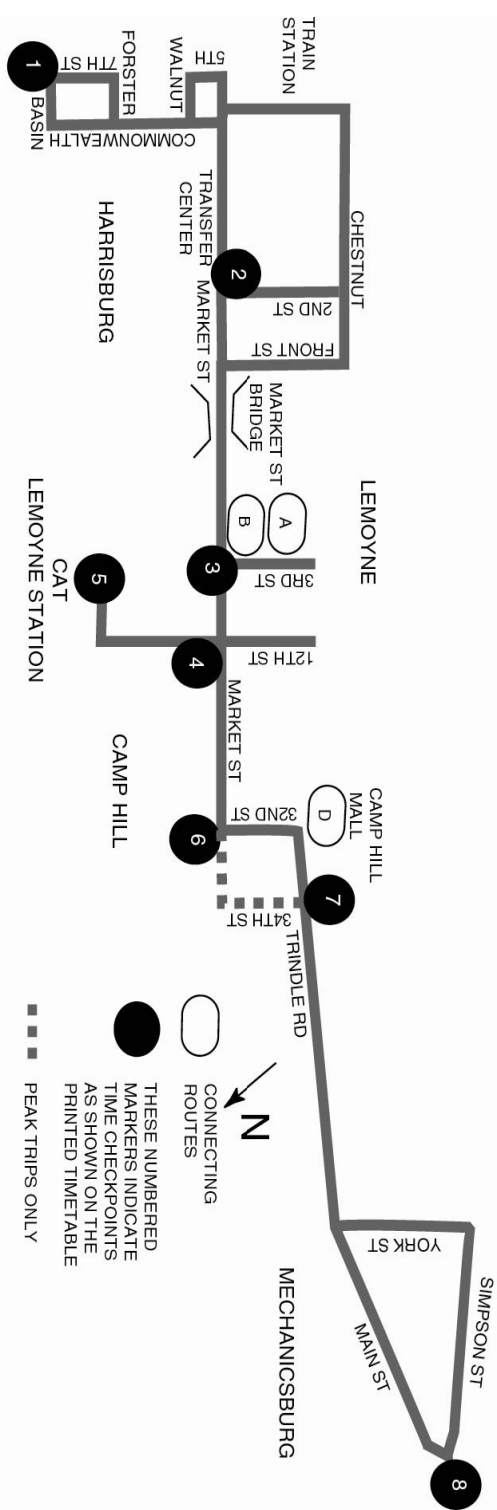 1
BASIN
7TH ST
FORSTER
COMMONWEALTH
WALNUT
5TH
TRAIN
STATION
HARRISBURG
TRANSFER
CENTER
2
MARKET ST
CHESTNUT
2ND ST
FRONT ST
MARKET ST
BRIDGE
LEMOYNE
A
B
3
3RD ST
CAT
LEMOYNE STATION
5
4
12TH ST
MARKET ST
CAMP HILL
6
32ND ST
CAMP HILL
MALL
D
7
34TH ST
TRINDLE RD
N
MECHANICSBURG
YORK ST
SIMPSON ST
MAIN ST
8
CONNECTING
ROUTES
THESE NUMBERED
MARKERS INDICATE
TIME CHECKPOINTS
AS SHOWN ON THE
PRINTED TIMETABLE
PEAK TRIPS ONLY